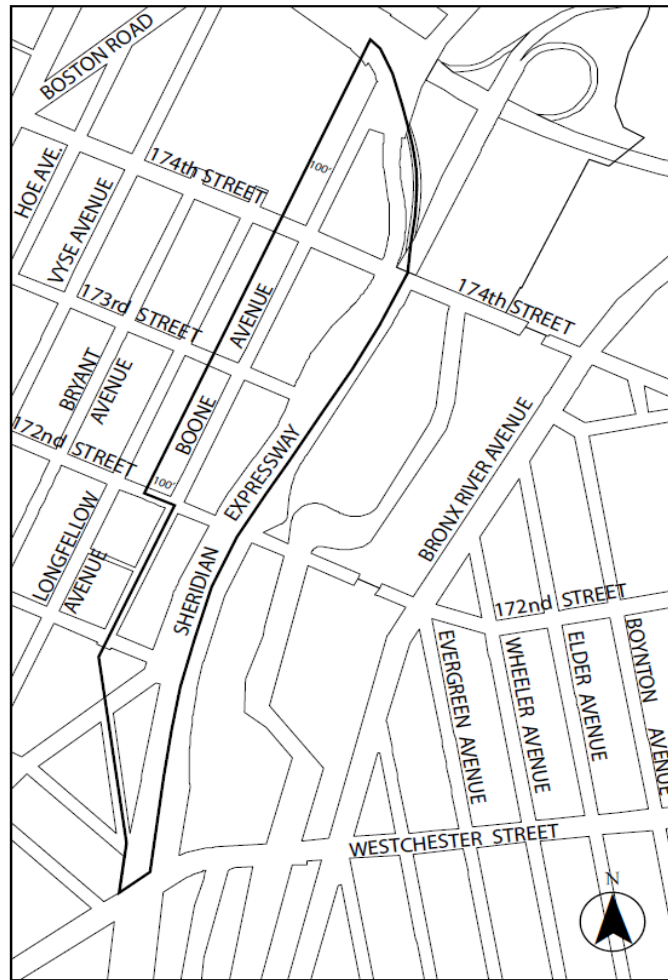 BOSTON ROAD
HOE AVE.
VYSE AVENUE
174th STREET
100'
173rd STREET
AVENUE
BOONE
174th STREET
BRYANT
AVENUE
172nd STREET
100'
EXPRESSWAY
SHERIDIAN
BRONX RIVER AVENUE
LONGFELLOW
AVENUE
172nd STREET
EVERGREEN AVENUE
WHEELER AVENUE
ELDER AVENUE
BOYNTON
AVENUE
WESTCHESTER STREET
N